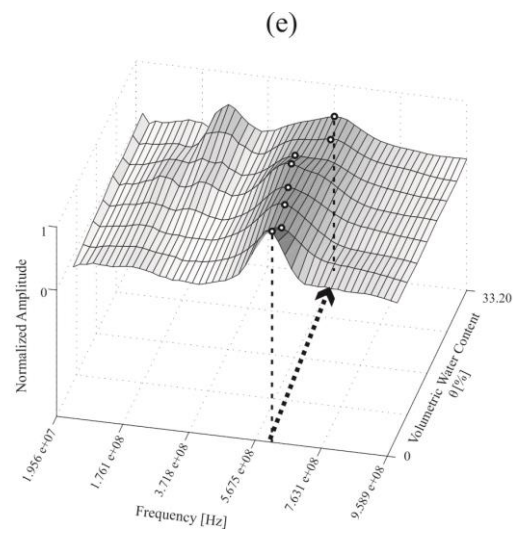 (e)
Normalized Amplitude
1
0
1.956 e+07
1.761 e+08
3.718 e+08
5.675 e+08
7.631 e+08
9.589 e+08
Frequency [Hz]
0
33.20
Volumetric Water Content
θ[%]